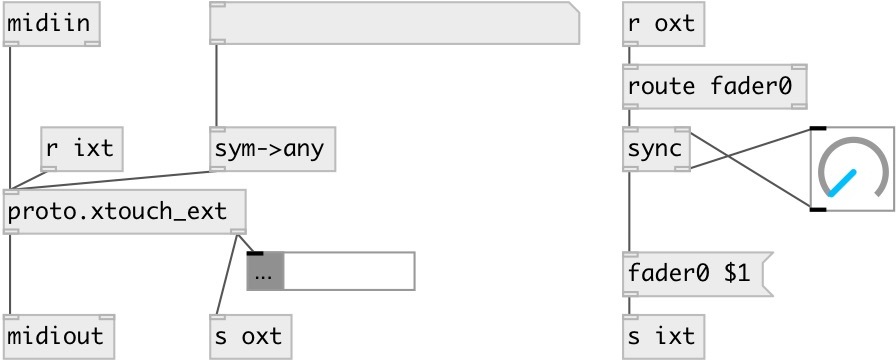 midiin
r oxt
route fader0
r ixt
sym->any
sync
proto.xtouch_ext
...
fader0 $1
midiout
s oxt
s ixt